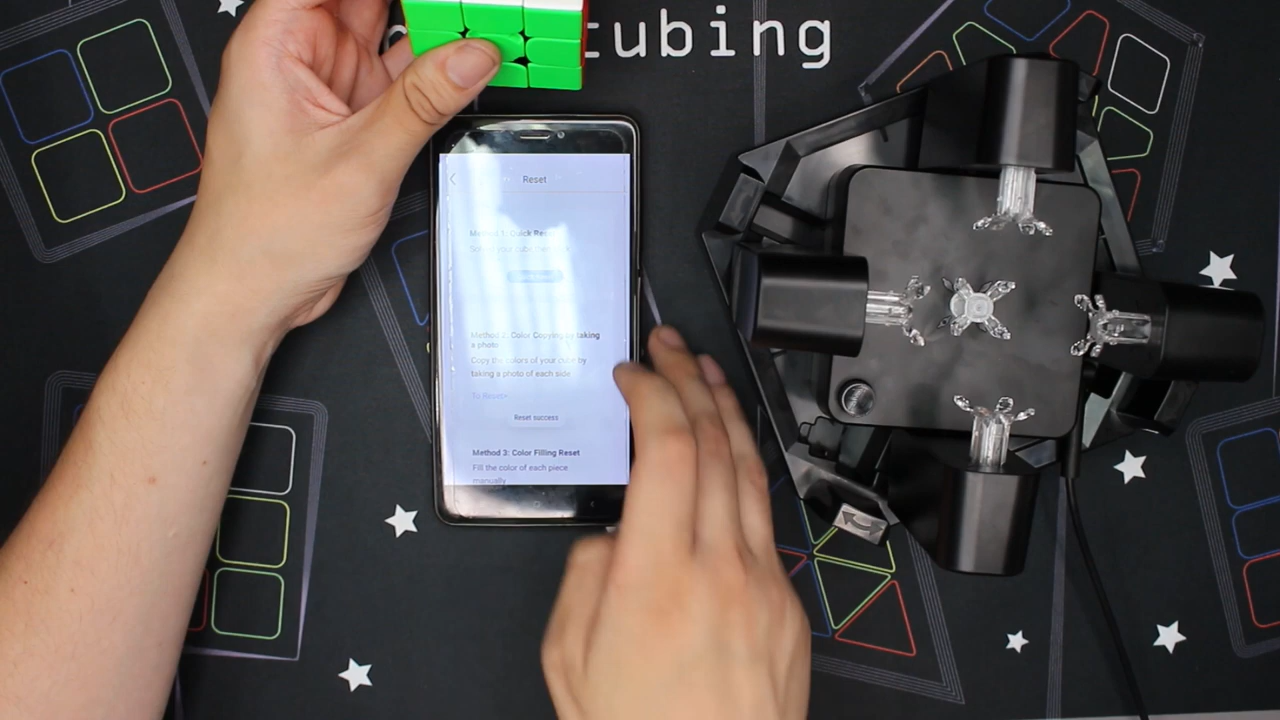 tubing
Reset
Method 1: Quick Reset
Method 2: Color Copying by taking
a photo
Copy the colors of your cube by
taking a photo of each side
To Reset>
Reset success
Method 3: Color Filling Reset
Fill the color of each piece
manually